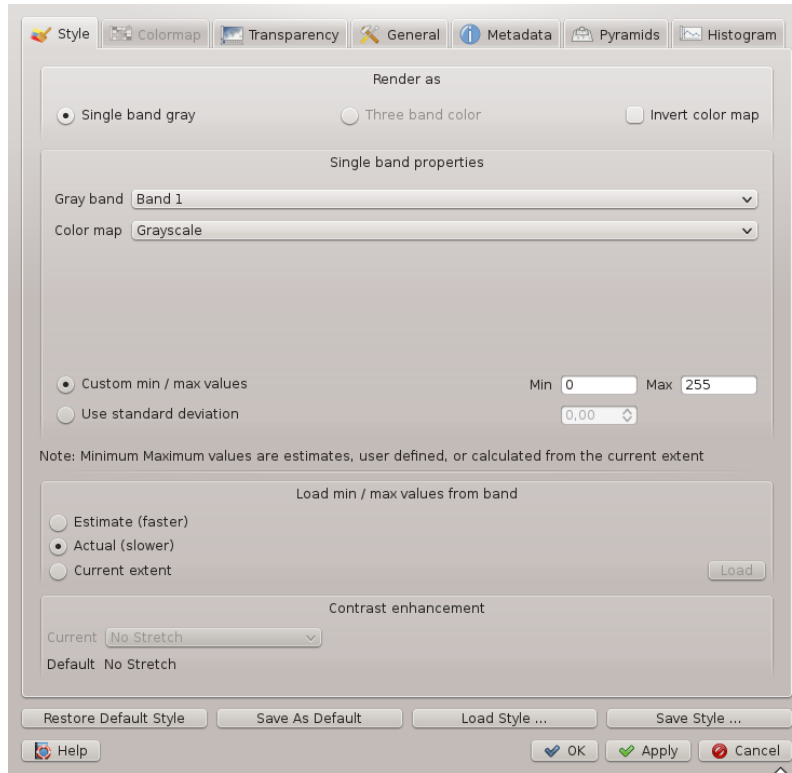 Style Colormap Transparency General Metadata Pyramids Histogram
Render as
Single band gray Three band color Invert color map
Single band properties
Gray band Band 1
Color map Grayscale
Custom min / max values Min 0 Max 255
Use standard deviation 0,00
Note: Minimum Maximum values are estimates, user defined, or calculated from the current extent
Load min / max values from band
Estimate (faster)
Actual (slower)
Current extent Load
Contrast enhancement
Current No Stretch
Default No Stretch
Restore Default Style Save As Default Load Style ... Save Style ...
Help OK Apply Cancel